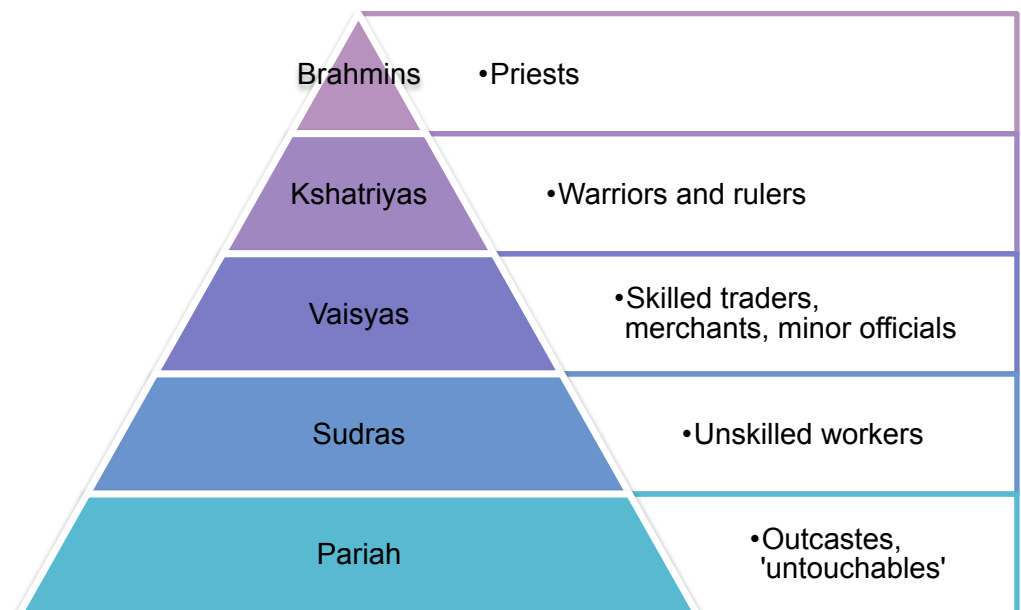 Brahmins
•Priests
Kshatriyas
•Warriors and rulers
Vaisyas
•Skilled traders,
merchants, minor officials
Sudras
•Unskilled workers
Pariah
•Outcastes,
'untouchables'